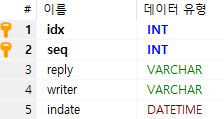 # 이름 데이터 유형
1 idx INT
2 seq INT
3 reply VARCHAR
4 writer VARCHAR
5 indate DATETIME